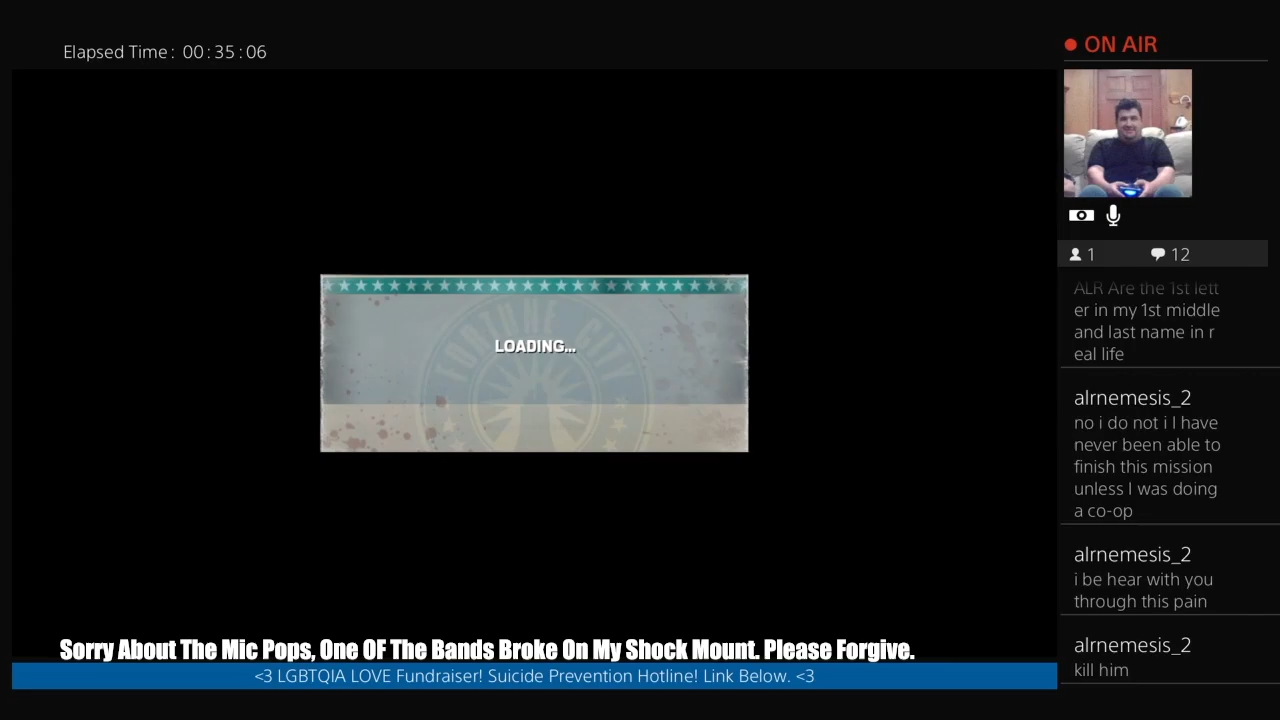 Elapsed Time: 00:35:06
ON AIR
1 12
ALR Are the 1st lett
er in my 1st middle
and last name in r
eal life
alrnemesis_2
no i do not i I have
never been able to
finish this mission
unless I was doing
a co-op
alrnemesis_2
i be hear with you
through this pain
alrnemesis_2
kill him
FORTUNE CITY
LOADING...
Sorry About The Mic Pops, One OF The Bands Broke On My Shock Mount. Please Forgive.
<3 LGBTQIA LOVE Fundraiser! Suicide Prevention Hotline! Link Below. <3